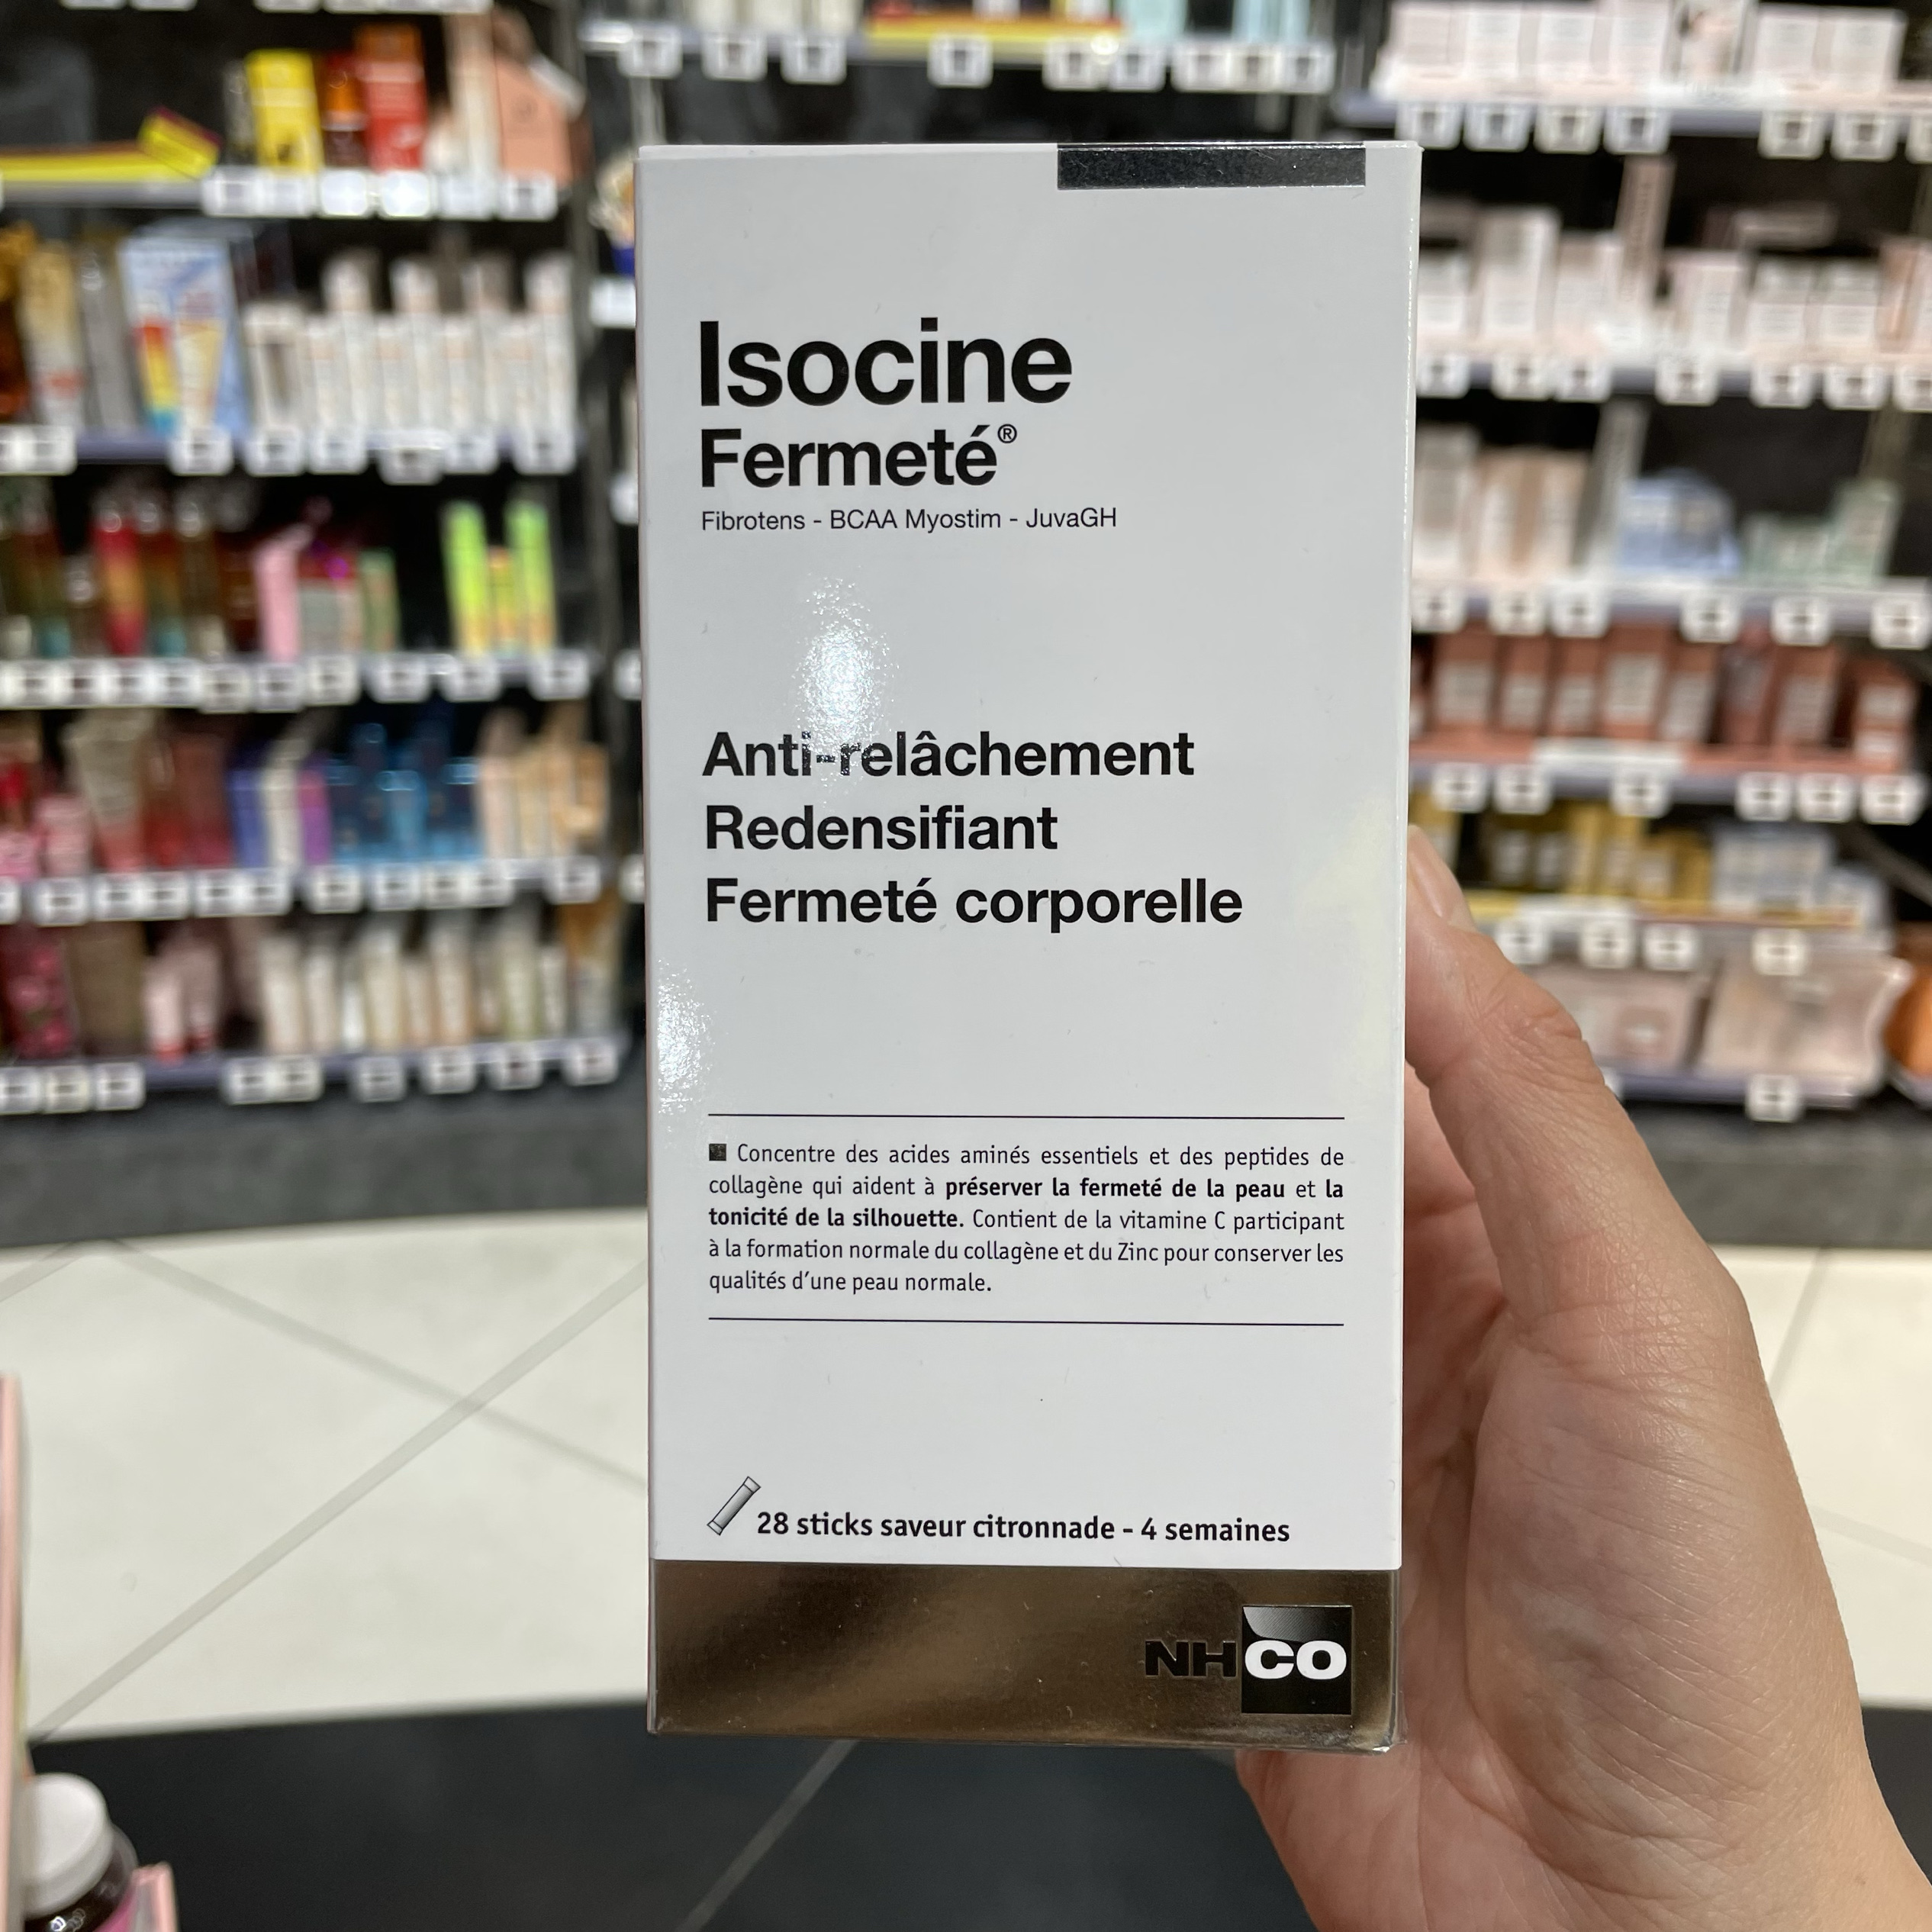 Isocine
Fermeté®
Fibrotens - BCAA Myostim - JuvaGH
Anti-relâchement
Redensifiant
Fermeté corporelle
Concentre des acides aminés essentiels et des peptides de
collagène qui aident à préserver la fermeté de la peau et la
tonicité de la silhouette. Contient de la vitamine C participant
à la formation normale du collagène et du Zinc pour conserver les
qualités d'une peau normale.
28 sticks saveur citronnade - 4 semaines
NHCO